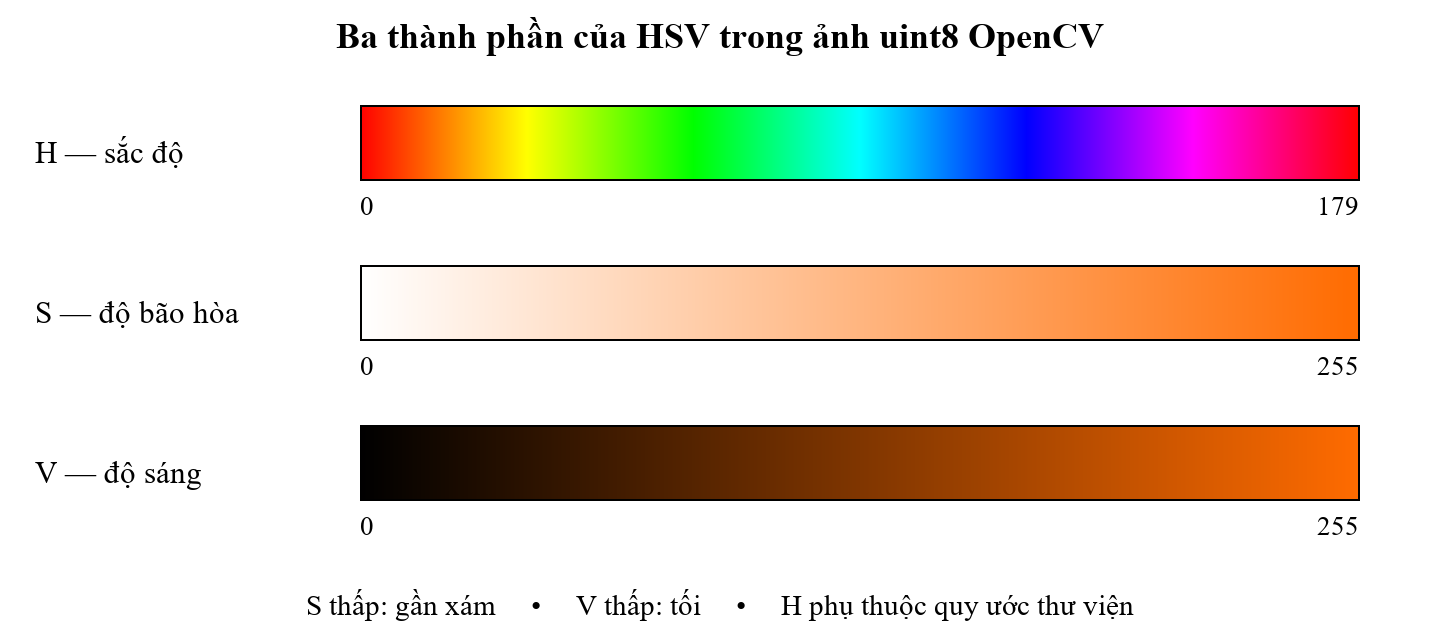 Ba thành phần của HSV trong ảnh uint8 OpenCV
H — sắc độ
0 179
S — độ bão hòa
0 255
V — độ sáng
0 255
S thấp: gần xám • V thấp: tối • H phụ thuộc quy ước thư viện